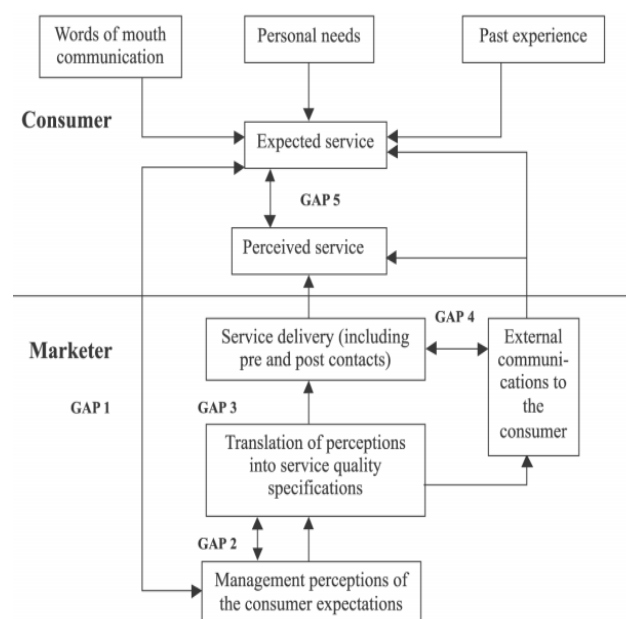 Words of mouth
communication
Personal needs
Past experience
Consumer
Expected service
GAP 5
Perceived service
GAP 4
Marketer
Service delivery (including
pre and post contacts)
External
communi-
cations to
the
consumer
GAP 1
GAP 3
Translation of perceptions
into service quality
specifications
GAP 2
Management perceptions of
the consumer expectations